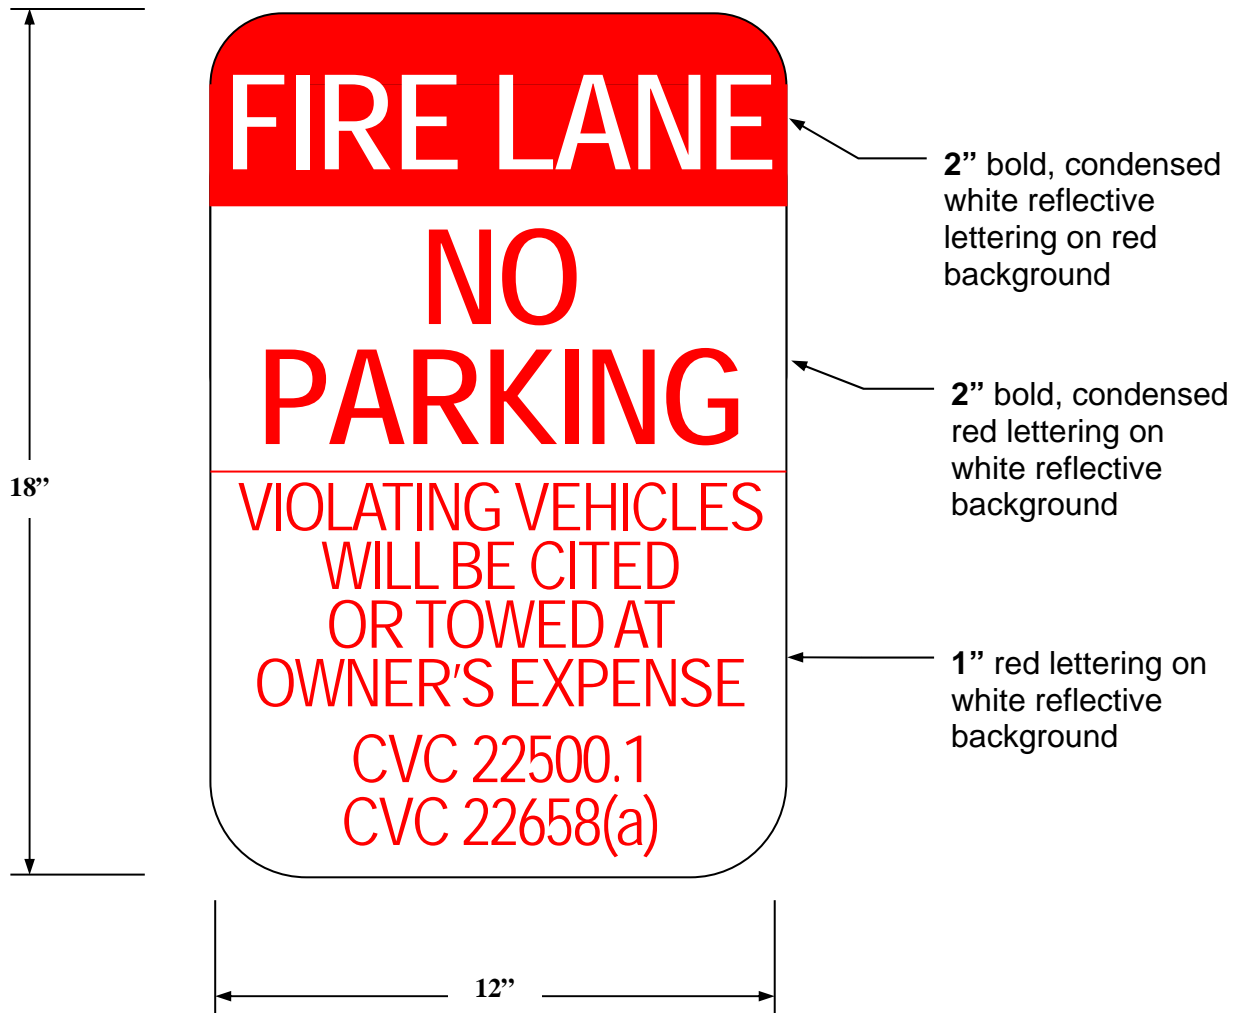 FIRE LANE
NO
PARKING
VIOLATING VEHICLES
WILL BE CITED
OR TOWED AT
OWNER'S EXPENSE
CVC 22500.1
CVC 22658(a)
2” bold, condensed
white reflective
lettering on red
background
2” bold, condensed
red lettering on
white reflective
background
1” red lettering on
white reflective
background
18”
12”